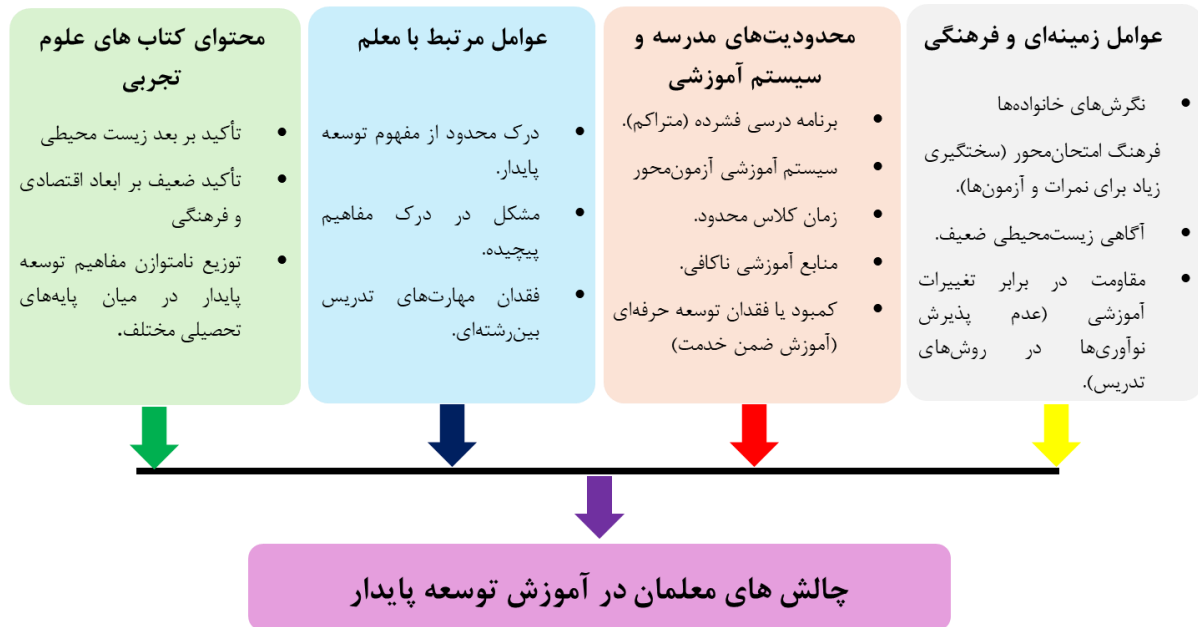 عوامل زمینه‌ای و فرهنگی
• نگرش‌های خانواده‌ها
فرهنگ امتحان‌محور (سختگیری
زیاد برای نمرات و آزمون‌ها).
• آگاهی زیست‌محیطی ضعیف.
• مقاومت در برابر تغییرات
آموزشی (عدم پذیرش
نوآوری‌ها در روش‌های
تدریس).
محدودیت‌های مدرسه و
سیستم آموزشی
• برنامه درسی فشرده (متراکم).
• سیستم آموزشی آزمون‌محور
• زمان کلاس محدود.
• منابع آموزشی ناکافی.
• کمبود یا فقدان توسعه حرفه‌ای
(آموزش ضمن خدمت)
عوامل مرتبط با معلم
• درک محدود از مفهوم توسعه
پایدار.
• مشکل در درک مفاهیم
پیچیده.
• فقدان مهارت‌های تدریس
بین‌رشته‌ای.
محتوای کتاب های علوم
تجربی
• تأکید بر بعد زیست محیطی
• تأکید ضعیف بر ابعاد اقتصادی
و فرهنگی
• توزیع نامتوازن مفاهیم توسعه
پایدار در میان پایه‌های
تحصیلی مختلف.
چالش های معلمان در آموزش توسعه پایدار